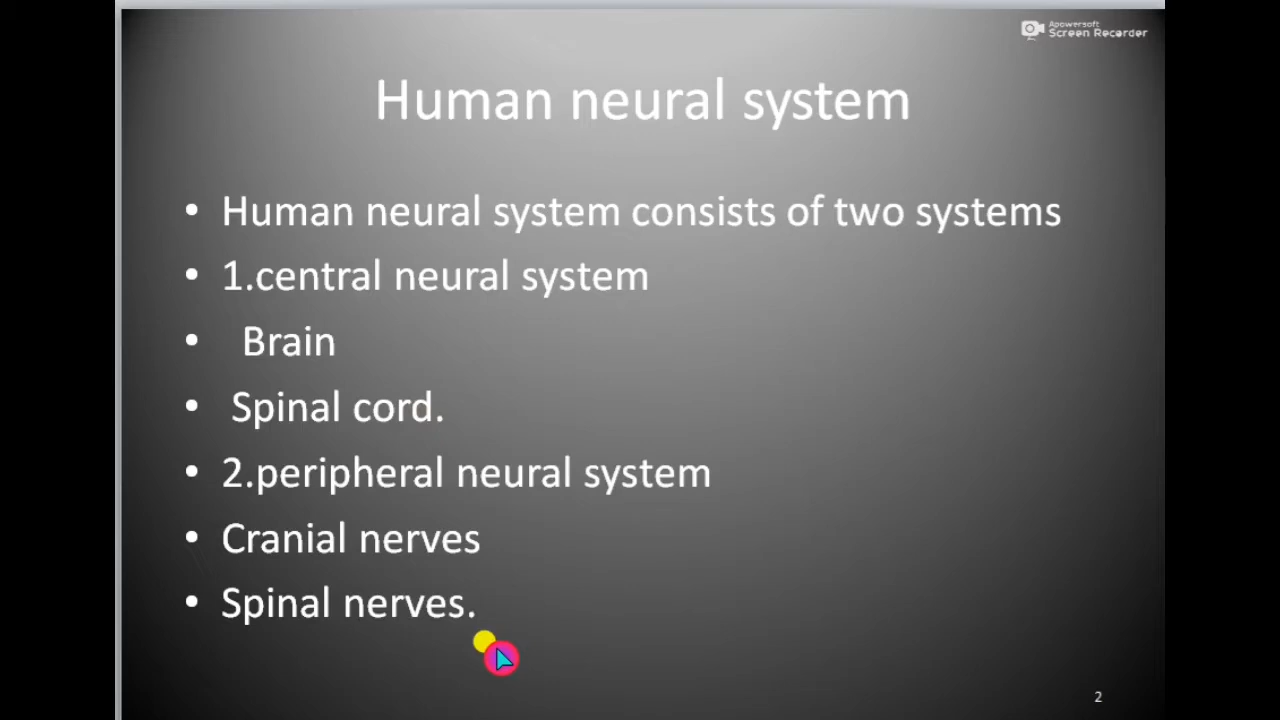 Apowersoft
Screen Recorder
Human neural system
• Human neural system consists of two systems
• 1.central neural system
• Brain
• Spinal cord.
• 2.peripheral neural system
• Cranial nerves
• Spinal nerves.
2